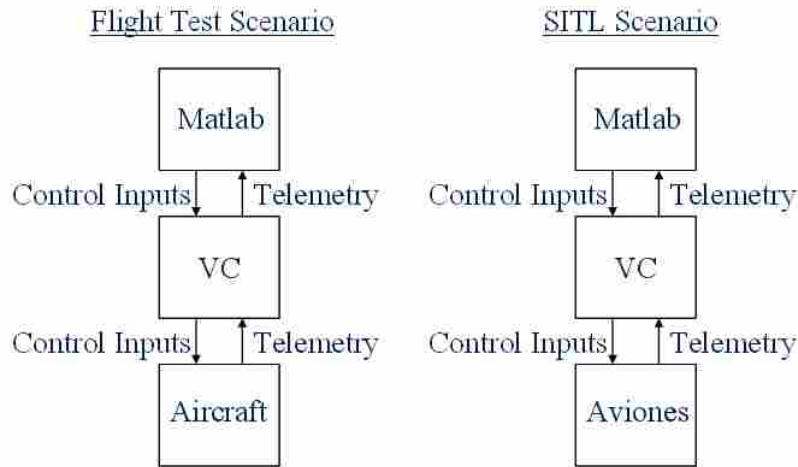 Flight Test Scenario
Matlab
Control Inputs
Telemetry
VC
Control Inputs
Telemetry
Aircraft
SITL Scenario
Matlab
Control Inputs
Telemetry
VC
Control Inputs
Telemetry
Aviones